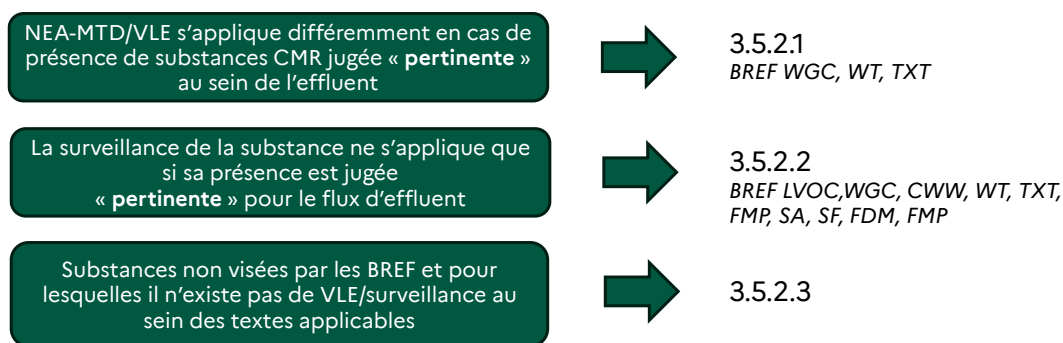 NEA-MTD/VLE s’applique différemment en cas de
présence de substances CMR jugée « pertinente »
au sein de l’effluent
3.5.2.1
BREF WGC, WT, TXT
La surveillance de la substance ne s’applique que
si sa présence est jugée
« pertinente » pour le flux d’effluent
3.5.2.2
BREF LVOC,WGC, CWW, WT, TXT,
FMP, SA, SF, FDM, FMP
Substances non visées par les BREF et pour
lesquelles il n’existe pas de VLE/surveillance au
sein des textes applicables
3.5.2.3